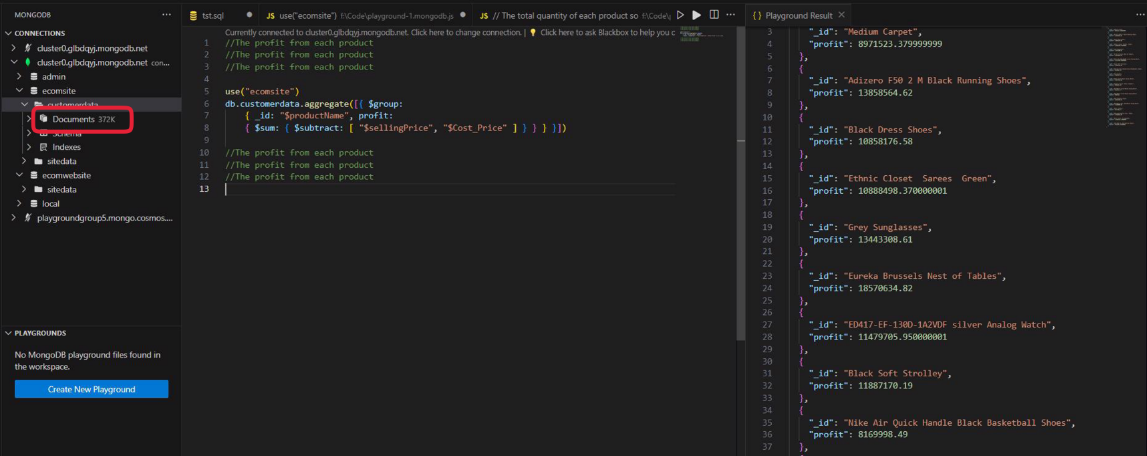 MONGODB
CONNECTIONS
cluster0.glbdqyj.mongodb.net
cluster0.glbdqyj.mongodb.net con...
admin
ecomsite
customerdata
Documents 372K
Schema
Indexes
sitedata
ecomwebsite
sitedata
local
playgroundgroup5.mongo.cosmos....
PLAYGROUNDS
No MongoDB playground files found in
the workspace.
Create New Playground
tst.sql
JS use("ecomsite") f:\Code\playground-1.mongodb.js
JS // The total quantity of each product so f:\Code\
Currently connected to cluster0.glbdqyj.mongodb.net. Click here to change connection. | Click here to ask Blackbox to help you c
1 //The profit from each product
2 //The profit from each product
3 //The profit from each product
4
5 use("ecomsite")
6 db.customerdata.aggregate([{ $group:
7 { _id: "$productName", profit:
8 { $sum: { $subtract: [ "$sellingPrice", "$Cost_Price" ] } } }])
9
10 //The profit from each product
11 //The profit from each product
12 //The profit from each product
13
{ } Playground Result
3 "_id": "Medium Carpet",
4 "profit": 8971523.379999999
5 },
6 {
7 "_id": "Adizero F50 2 M Black Running Shoes",
8 "profit": 13858564.62
9 },
10 {
11 "_id": "Black Dress Shoes",
12 "profit": 10858176.58
13 },
14 {
15 "_id": "Ethnic Closet Sarees Green",
16 "profit": 10888498.370000001
17 },
18 {
19 "_id": "Grey Sunglasses",
20 "profit": 13443308.61
21 },
22 {
23 "_id": "Eureka Brussels Nest of Tables",
24 "profit": 18570634.82
25 },
26 {
27 "_id": "ED417-EF-130D-1A2VDF silver Analog Watch",
28 "profit": 11479705.950000001
29 },
30 {
31 "_id": "Black Soft Strolley",
32 "profit": 11887170.19
33 },
34 {
35 "_id": "Nike Air Quick Handle Black Basketball Shoes",
36 "profit": 8169998.49
37 },